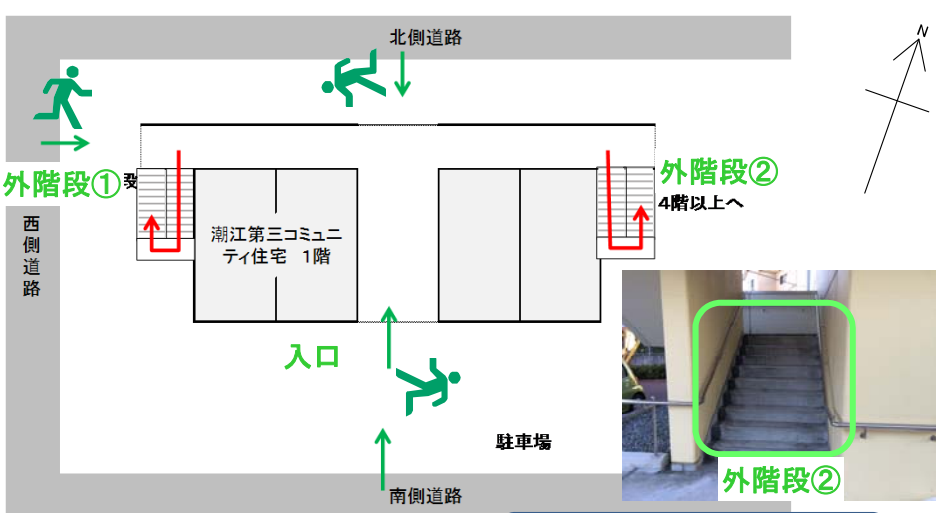 北側道路
N
外階段①
段
外階段②
4階以上へ
西側道路
潮江第三コミュニ
ティ住宅 1階
入口
駐車場
外階段②
南側道路